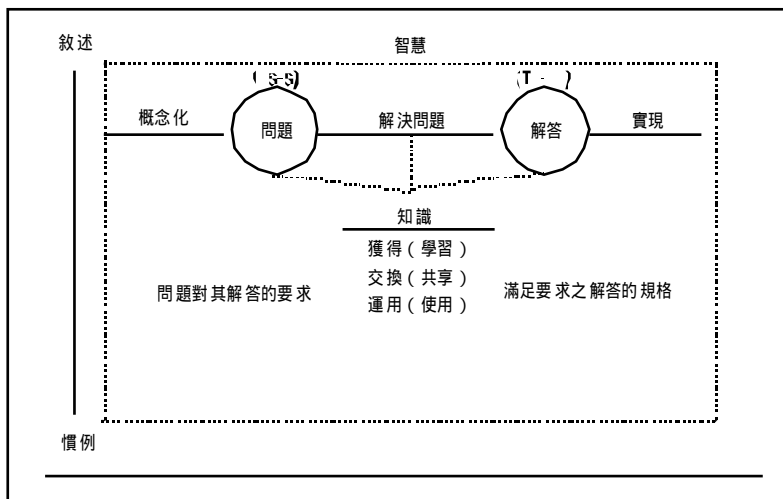 敘述
智慧
概念化
問題
解決問題
解答
實現
知識
獲得（學習）
交換（共享）
運用（使用）
問題對其解答的要求
滿足要求之解答的規格
慣例